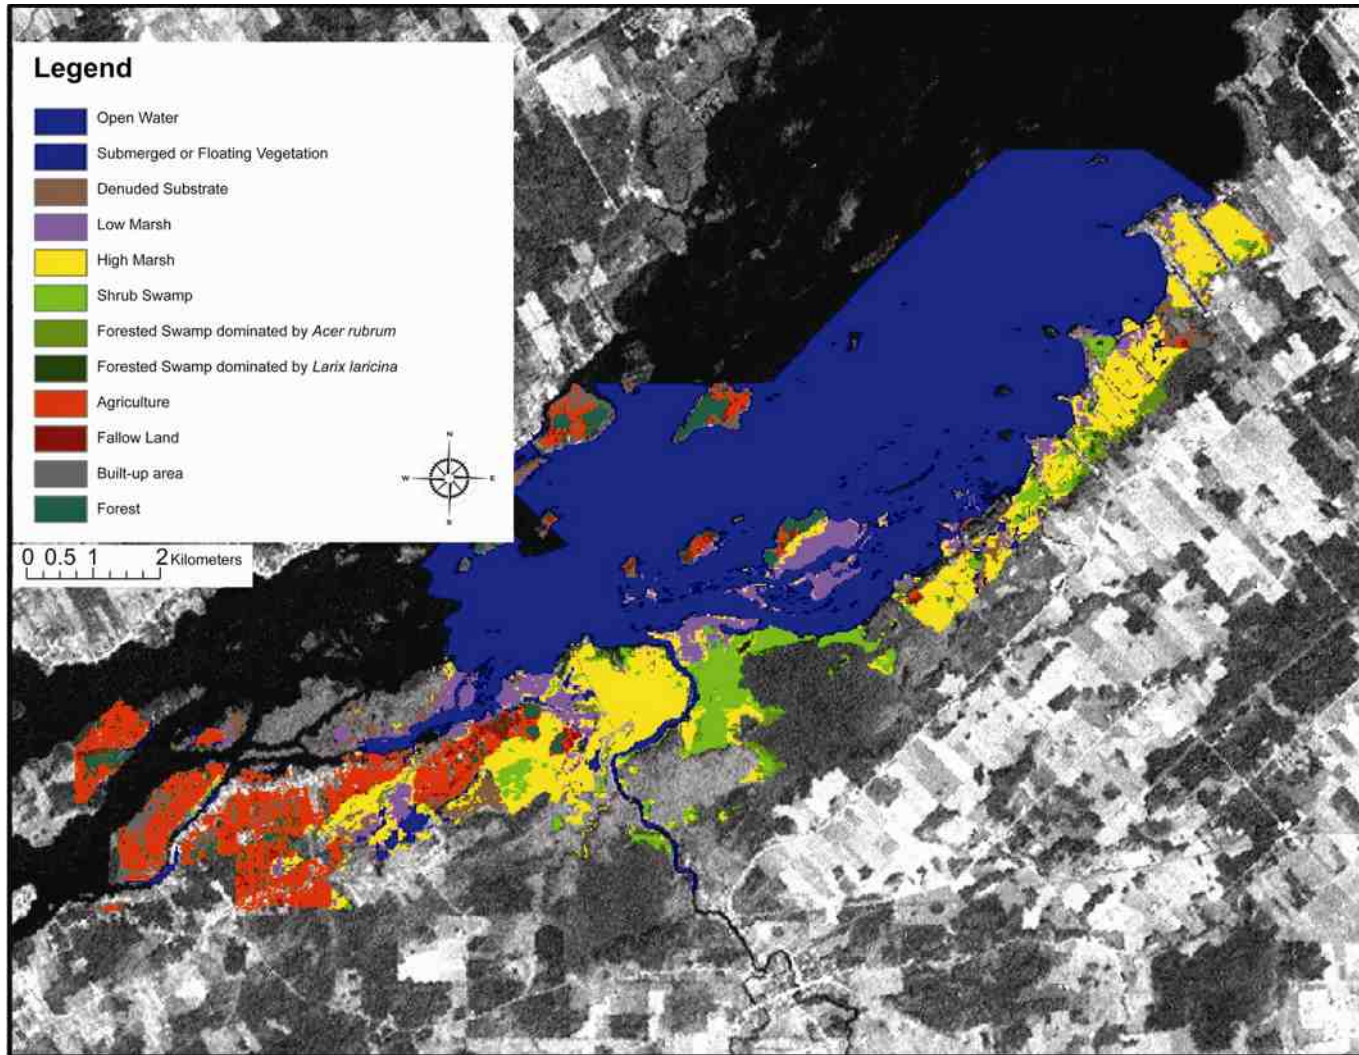 Legend
Open Water
Submerged or Floating Vegetation
Denuded Substrate
Low Marsh
High Marsh
Shrub Swamp
Forested Swamp dominated by Acer rubrum
Forested Swamp dominated by Larix laricina
Agriculture
Fallow Land
Built-up area
Forest
N
W E
S
0 0.5 1 2 Kilometers